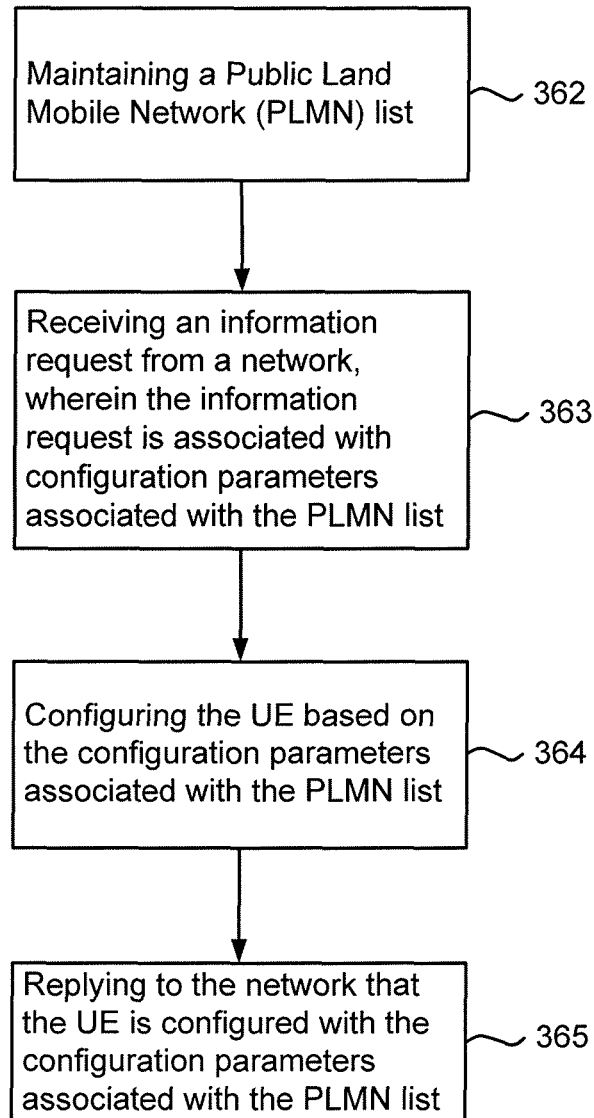 Maintaining a Public Land
Mobile Network (PLMN) list
362
Receiving an information
request from a network,
wherein the information
request is associated with
configuration parameters
associated with the PLMN list
363
Configuring the UE based on
the configuration parameters
associated with the PLMN list
364
Replying to the network that
the UE is configured with the
configuration parameters
associated with the PLMN list
365